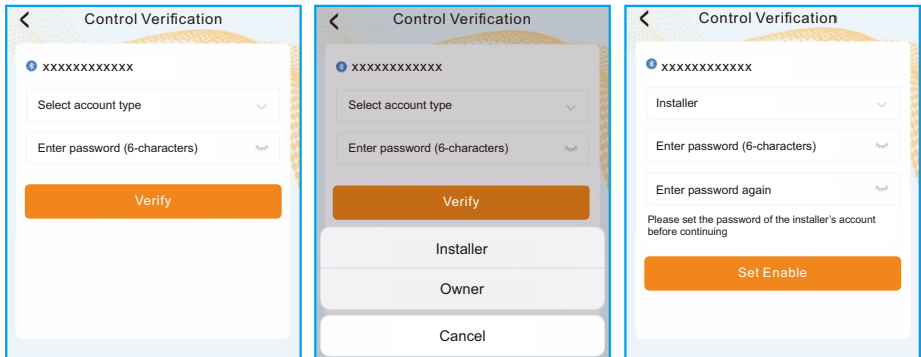 Control Verification
xxxxxxxxxxxx
Select account type
Enter password (6-characters)
Verify
Control Verification
xxxxxxxxxxxx
Select account type
Enter password (6-characters)
Verify
Installer
Owner
Cancel
Control Verification
xxxxxxxxxxxx
Installer
Enter password (6-characters)
Enter password again
Please set the password of the installer's account
before continuing
Set Enable